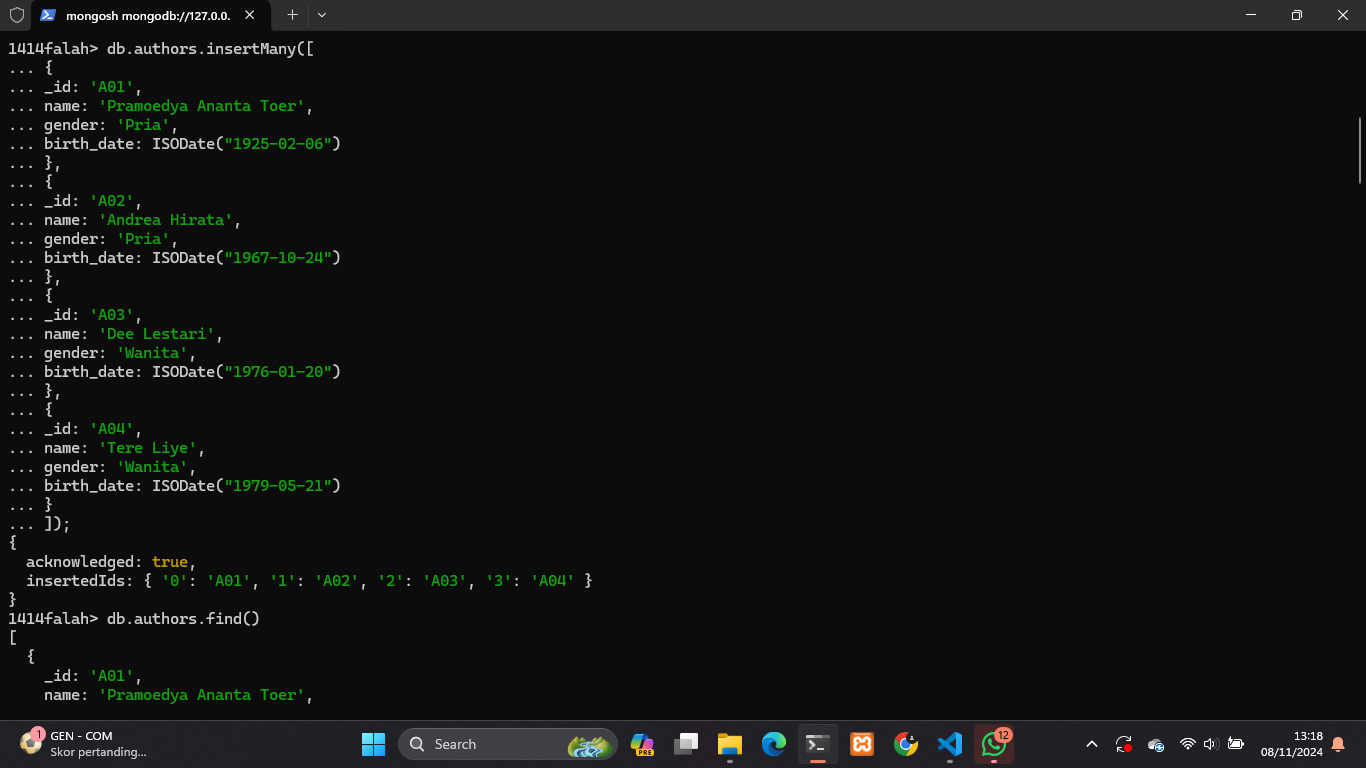 mongosh mongodb://127.0.0.
1414falah> db.authors.insertMany([
... {
... _id: 'A01',
... name: 'Pramoedya Ananta Toer',
... gender: 'Pria',
... birth_date: ISODate("1925-02-06")
... },
... {
... _id: 'A02',
... name: 'Andrea Hirata',
... gender: 'Pria',
... birth_date: ISODate("1967-10-24")
... },
... {
... _id: 'A03',
... name: 'Dee Lestari',
... gender: 'Wanita',
... birth_date: ISODate("1976-01-20")
... },
... {
... _id: 'A04',
... name: 'Tere Liye',
... gender: 'Wanita',
... birth_date: ISODate("1979-05-21")
... }
... ]);
{
  acknowledged: true,
  insertedIds: { '0': 'A01', '1': 'A02', '2': 'A03', '3': 'A04' }
}
1414falah> db.authors.find()
[
  {
    _id: 'A01',
    name: 'Pramoedya Ananta Toer',
1
GEN - COM
Skor pertanding...
Search
PRE
12
13:18
08/11/2024